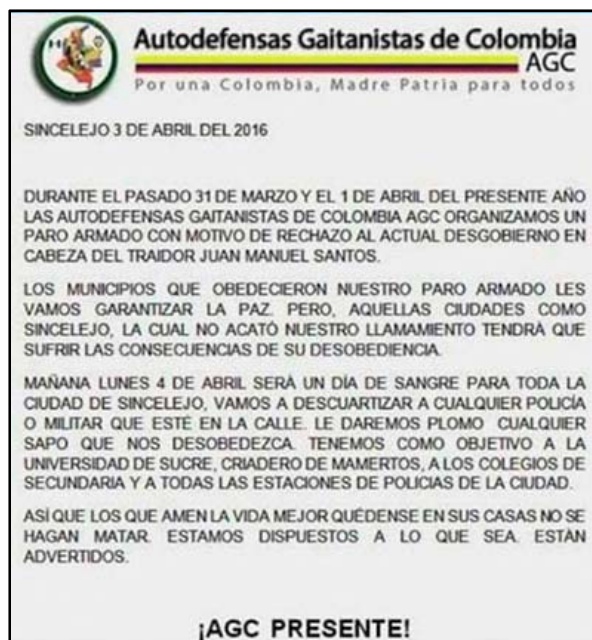 Autodefensas Gaitanistas de Colombia
AGC
Por una Colombia, Madre Patria para todos
SINCELEJO 3 DE ABRIL DEL 2016
DURANTE EL PASADO 31 DE MARZO Y EL 1 DE ABRIL DEL PRESENTE AÑO
LAS AUTODEFENSAS GAITANISTAS DE COLOMBIA AGC ORGANIZAMOS UN
PARO ARMADO CON MOTIVO DE RECHAZO AL ACTUAL DESGOBIERNO EN
CABEZA DEL TRAIDOR JUAN MANUEL SANTOS.
LOS MUNICIPIOS QUE OBEDECIERON NUESTRO PARO ARMADO LES
VAMOS GARANTIZAR LA PAZ. PERO, AQUELLAS CIUDADES COMO
SINCELEJO, LA CUAL NO ACATÓ NUESTRO LLAMAMIENTO TENDRÁ QUE
SUFRIR LAS CONSECUENCIAS DE SU DESOBEDIENCIA.
MAÑANA LUNES 4 DE ABRIL SERÁ UN DÍA DE SANGRE PARA TODA LA
CIUDAD DE SINCELEJO, VAMOS A DESCUARTIZAR A CUALQUIER POLICÍA
O MILITAR QUE ESTÉ EN LA CALLE. LE DAREMOS PLOMO CUALQUIER
SAPO QUE NOS DESOBEDEZCA. TENEMOS COMO OBJETIVO A LA
UNIVERSIDAD DE SUCRE, CRIADERO DE MAMERTOS, A LOS COLEGIOS DE
SECUNDARIA Y A TODAS LAS ESTACIONES DE POLICIAS DE LA CIUDAD.
ASÍ QUE LOS QUE AMEN LA VIDA MEJOR QUÉDENSE EN SUS CASAS NO SE
HAGAN MATAR. ESTAMOS DISPUESTOS A LO QUE SEA. ESTÁN
ADVERTIDOS.
¡AGC PRESENTE!